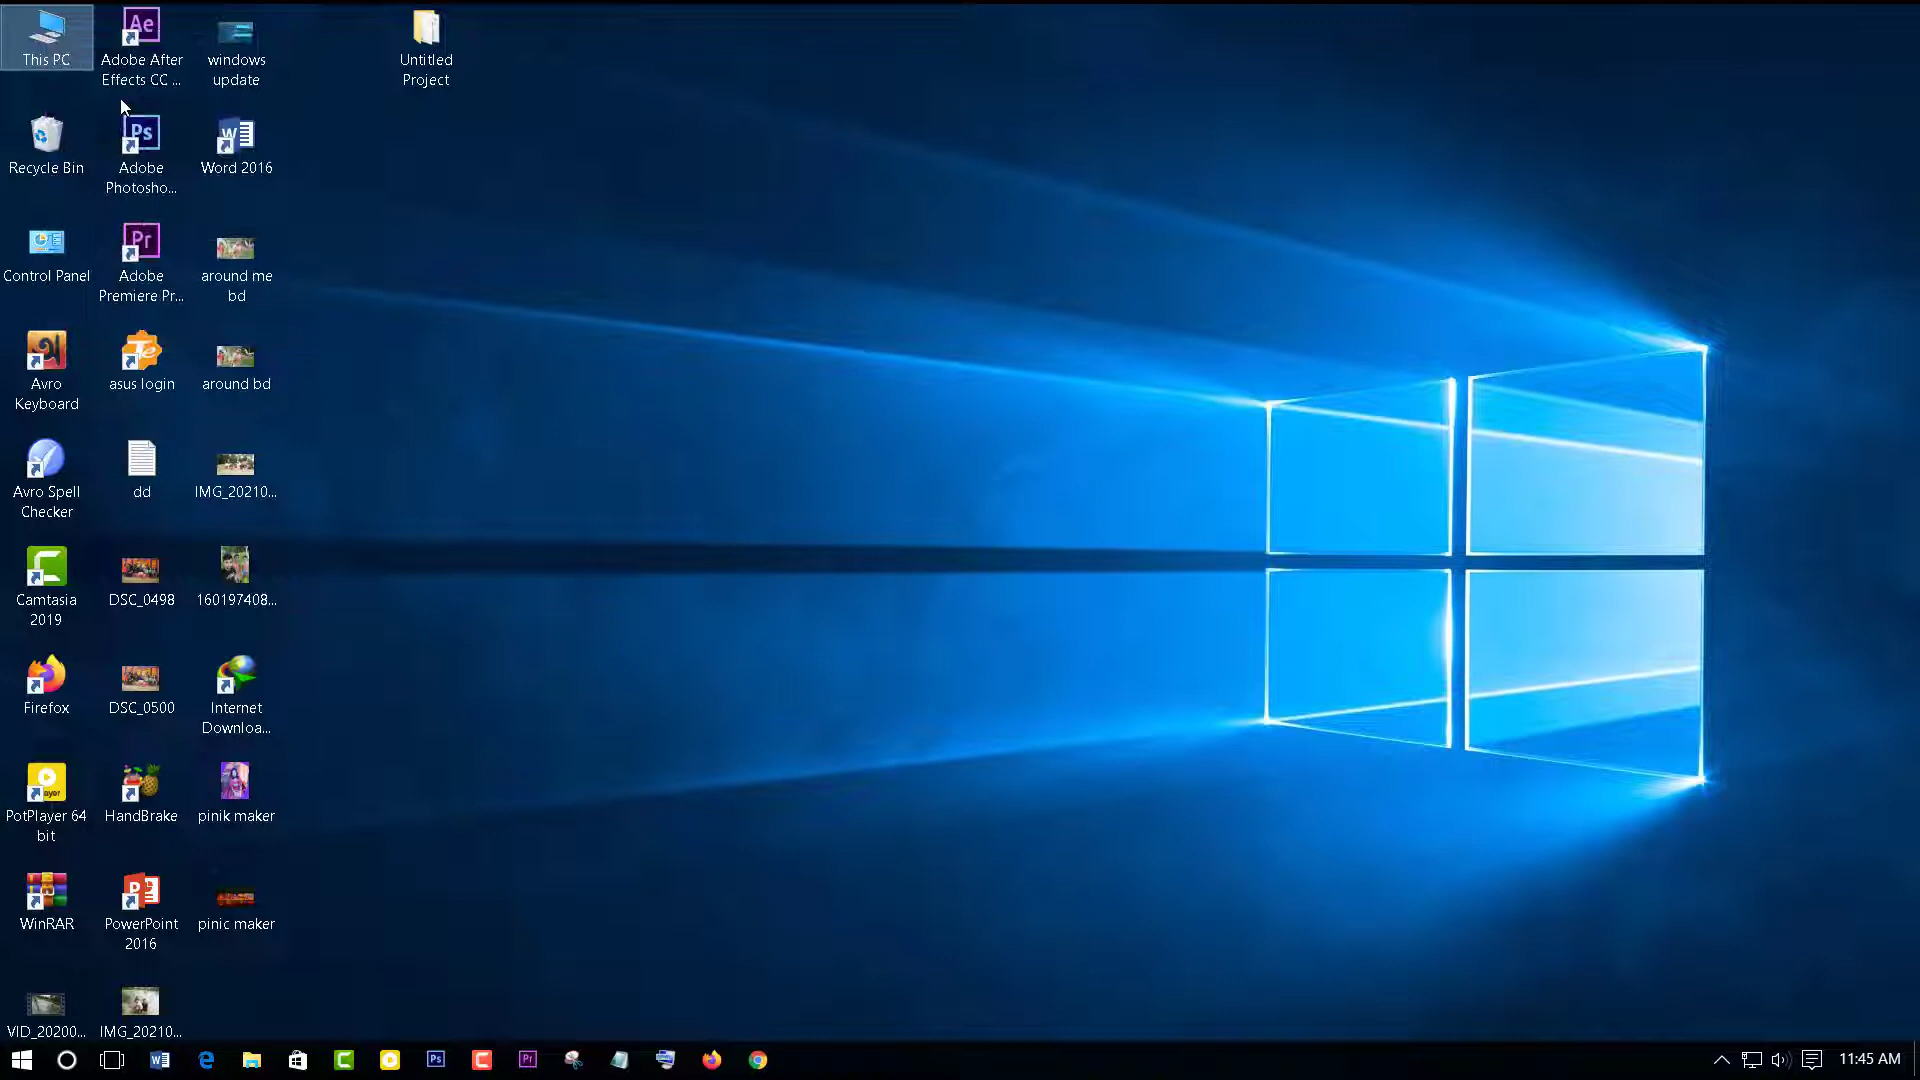 This PC
Adobe After
Effects CC ...
windows
update
Untitled
Project
Recycle Bin
Adobe
Photosho...
Word 2016
Control Panel
Adobe
Premiere Pr...
around me
bd
Avro
Keyboard
asus login
around bd
Avro Spell
Checker
dd
IMG_20210...
Camtasia
2019
DSC_0498
160197408...
Firefox
DSC_0500
Internet
Downloa...
PotPlayer 64
bit
HandBrake
pinik maker
WinRAR
PowerPoint
2016
pinic maker
VID_20200...
IMG_20210...
11:45 AM